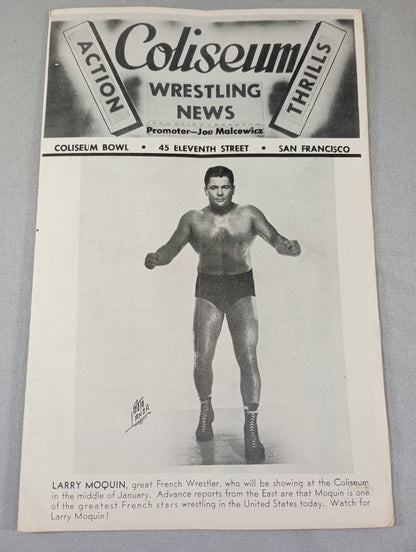 ACTION
Coliseum
THRILLS
WRESTLING
NEWS
Promoter—Joe Malcewicz
COLISEUM BOWL • 45 ELEVENTH STREET • SAN FRANCISCO
LARRY MOQUIN, great French Wrestler, who will be showing at the Coliseum
in the middle of January. Advance reports from the East are that Moquin is one
of the greatest French stars wrestling in the United States today. Watch for
Larry Moquin!